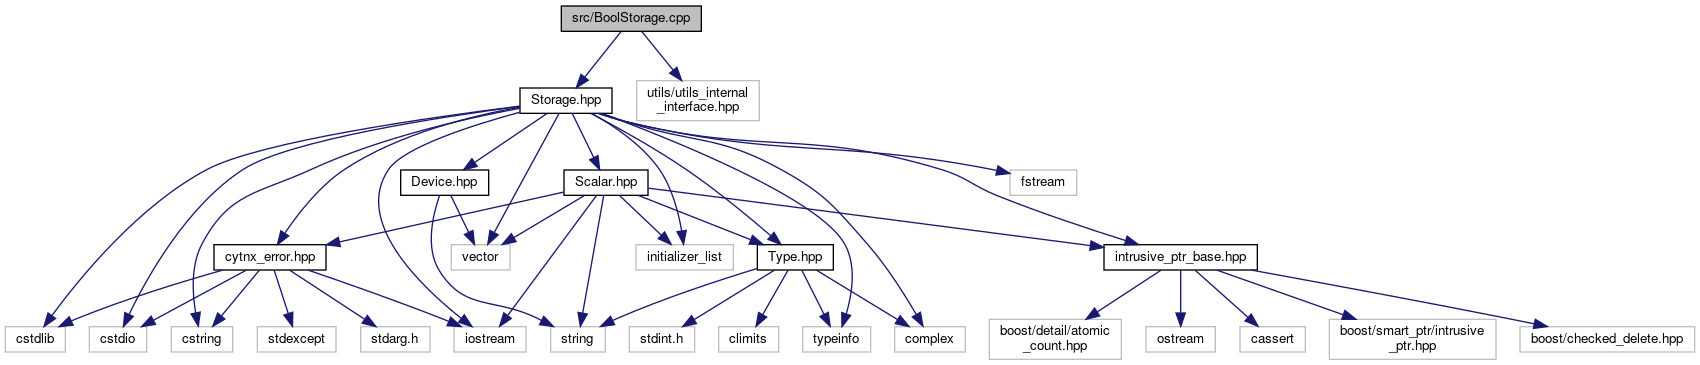 src/BoolStorage.cpp
Storage.hpp
utils/utils_internal
_interface.hpp
Device.hpp
Scalar.hpp
fstream
cytnx_error.hpp
vector
initializer_list
Type.hpp
intrusive_ptr_base.hpp
cstdlib
cstdio
cstring
stdexcept
stdarg.h
iostream
string
stdint.h
climits
typeinfo
complex
boost/detail/atomic
_count.hpp
ostream
cassert
boost/smart_ptr/intrusive
_ptr.hpp
boost/checked_delete.hpp